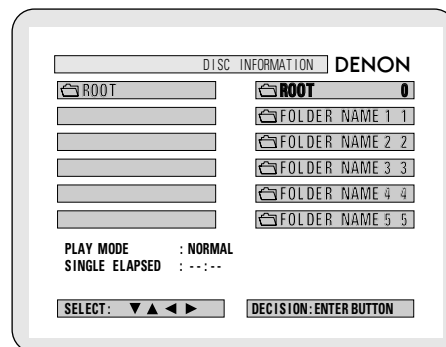 DISC INFORMATION DENON
ROOT ROOT 0
FOLDER NAME 1 1
FOLDER NAME 2 2
FOLDER NAME 3 3
FOLDER NAME 4 4
FOLDER NAME 5 5
PLAY MODE : NORMAL
SINGLE ELAPSED : --:--
SELECT: ▼ ▲ ◄ ► DECISION: ENTER BUTTON